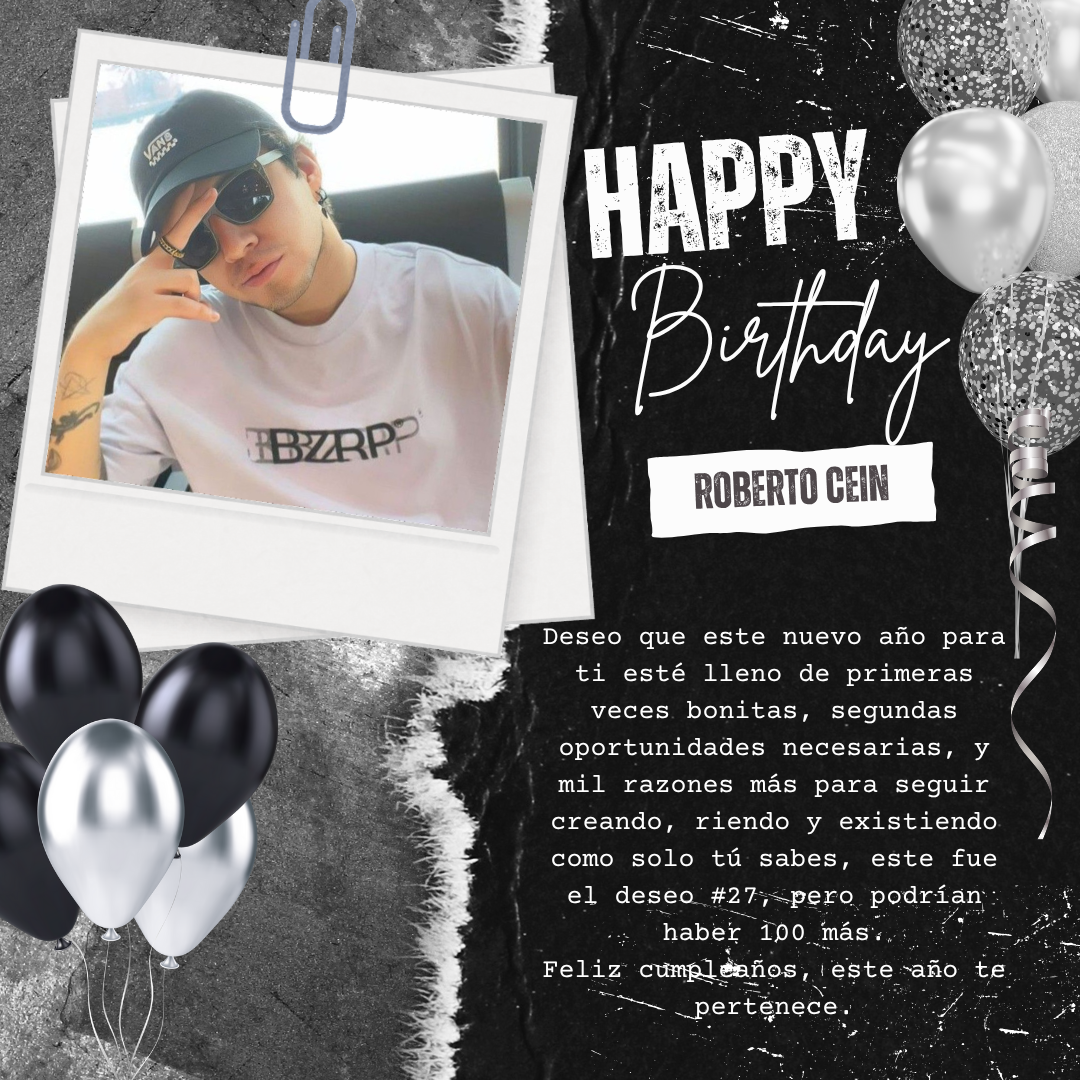 VANS
BZRP
HAPPY
Birthday
ROBERTO CEIN
Deseo que este nuevo año para
ti esté lleno de primeras
veces bonitas, segundas
oportunidades necesarias, y
mil razones más para seguir
creando, riendo y existiendo
como solo tú sabes, este fue
el deseo #27, pero podrían
haber 100 más.
Feliz cumpleaños, este año te
pertenece.